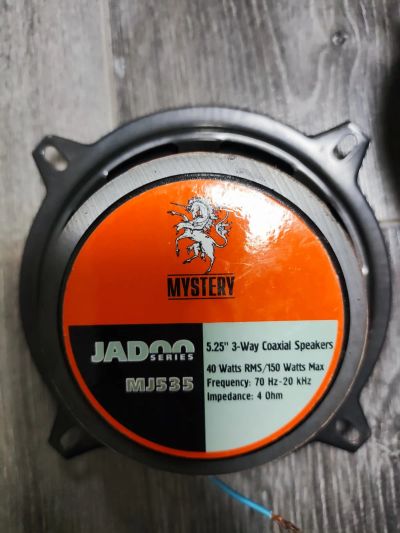 MYSTERY
JADOO
SERIES
MJ535
5.25" 3-Way Coaxial Speakers
40 Watts RMS/150 Watts Max
Frequency: 70 Hz-20 kHz
Impedance: 4 Ohm